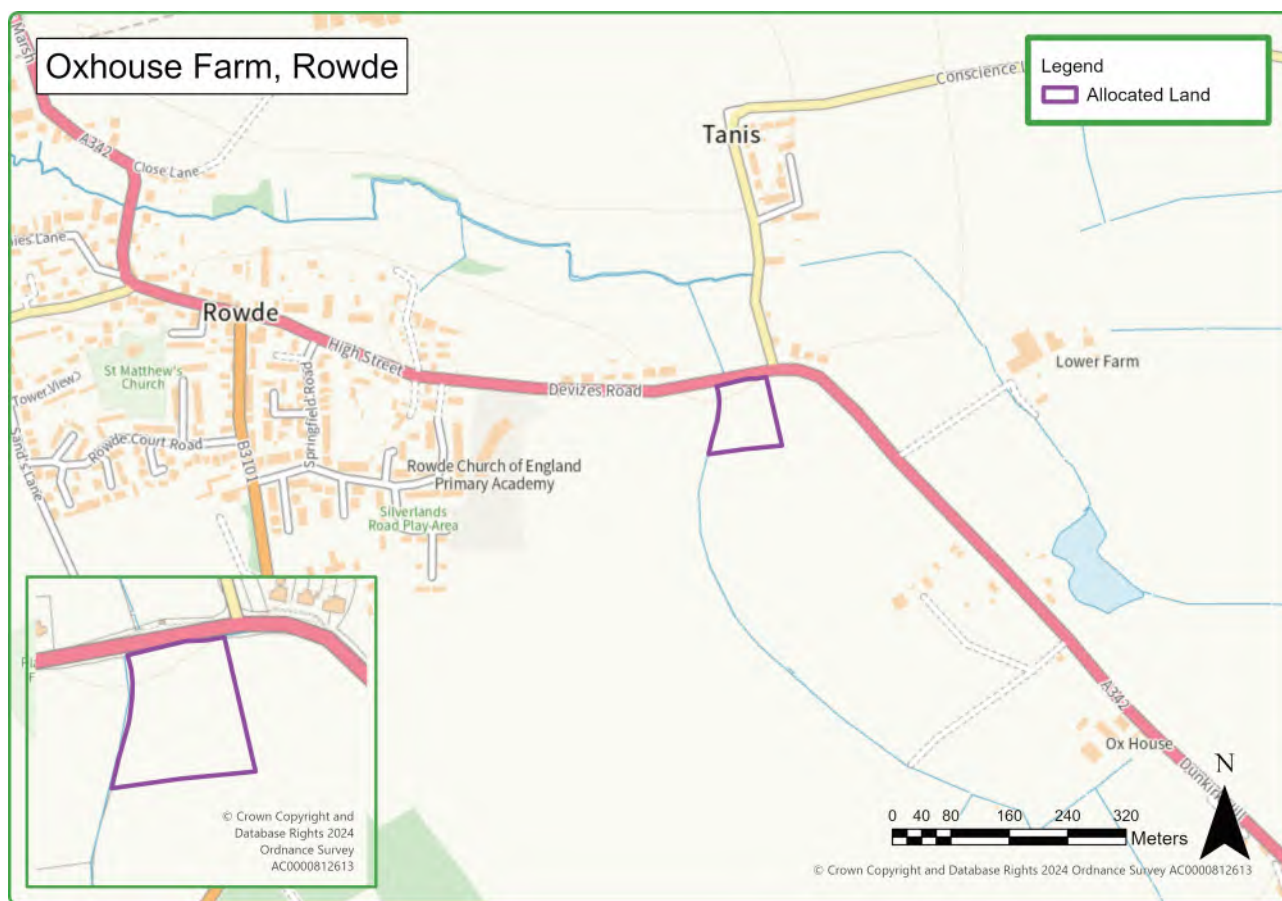 Oxhouse Farm, Rowde
Legend
Allocated Land
Marsh
A342
Close Lane
Conscience
Tanis
Lane
Rowde
High Street
St Matthew's
Church
Tower View
Springfield Road
Devizes Road
Lower Farm
Sand's Lane
Rowde Court Road
B3101
Rowde Church of England
Primary Academy
Silverlands
Road Play Area
A342
Ox House
Dunkirk Hill
N
0 40 80 160 240 320
Meters
© Crown Copyright and
Database Rights 2024
Ordnance Survey
AC0000812613
© Crown Copyright and Database Rights 2024 Ordnance Survey AC0000812613